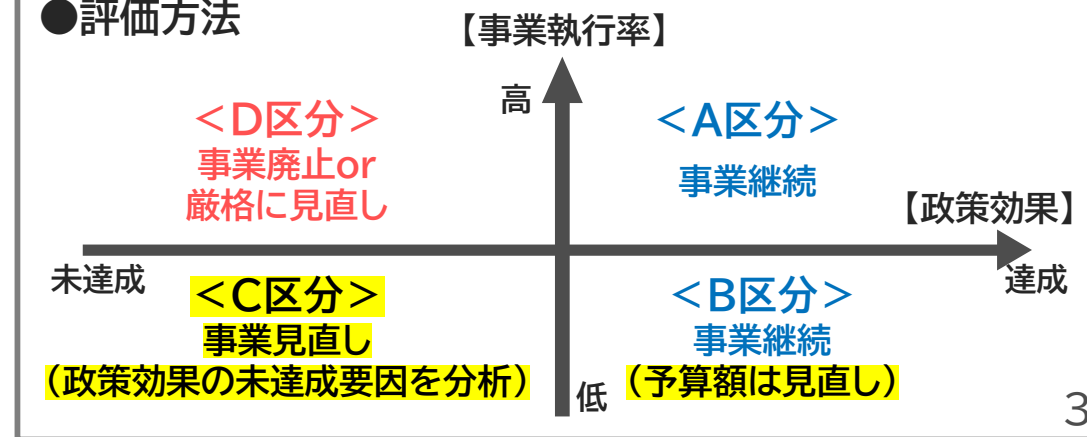 ●評価方法
【事業執行率】
高
＜D区分＞
事業廃止or
厳格に見直し
＜A区分＞
事業継続
【政策効果】
未達成
達成
＜C区分＞
事業見直し
（政策効果の未達成要因を分析）
＜B区分＞
事業継続
（予算額は見直し）
低
3